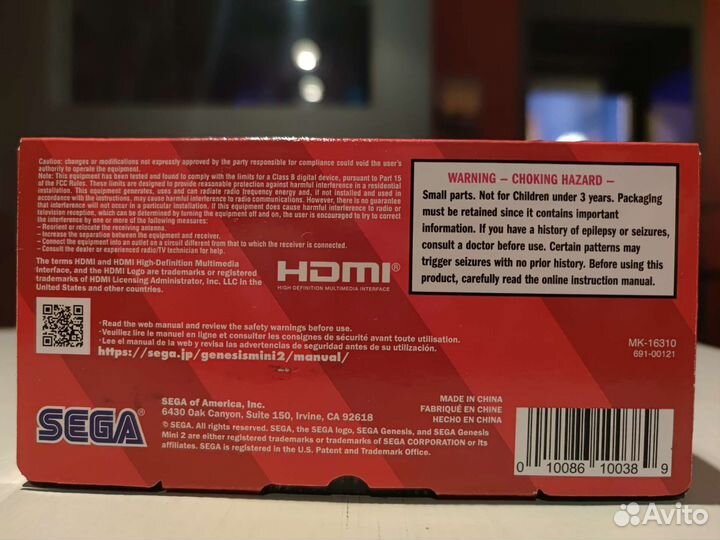 Caution: changes or modifications not expressly approved by the party responsible for compliance could void the user's
authority to operate the equipment.
Note: This equipment has been tested and found to comply with the limits for a Class B digital device, pursuant to Part 15
of the FCC Rules. These limits are designed to provide reasonable protection against harmful interference in a residential
installation. This equipment generates, uses and can radiate radio frequency energy and, if not installed and used in
accordance with the instructions, may cause harmful interference to radio communications. However, there is no guarantee
that interference will not occur in a particular installation. If this equipment does cause harmful interference to radio or
television reception, which can be determined by turning the equipment off and on, the user is encouraged to try to correct
the interference by one or more of the following measures:
- Reorient or relocate the receiving antenna.
- Increase the separation between the equipment and receiver.
- Connect the equipment into an outlet on a circuit different from that to which the receiver is connected.
- Consult the dealer or experienced radio/TV technician for help.
The terms HDMI and HDMI High-Definition Multimedia
Interface, and the HDMI Logo are trademarks or registered
trademarks of HDMI Licensing Administrator, Inc. LLC in the
United States and other countries.
HDMI®
HIGH DEFINITION MULTIMEDIA INTERFACE
WARNING – CHOKING HAZARD –
Small parts. Not for Children under 3 years. Packaging
must be retained since it contains important
information. If you have a history of epilepsy or seizures,
consult a doctor before use. Certain patterns may
trigger seizures with no prior history. Before using this
product, carefully read the online instruction manual.
·Read the web manual and review the safety warnings before use.
·Veuillez lire le manuel en ligne et consulter les consignes de sécurité avant toute utilisation.
·Lee el manual de la web y revisa las advertencias de seguridad antes de su utilización.
https://sega.jp/genesismini2/manual/
MK-16310
691-00121
SEGA®
SEGA of America, Inc.
6430 Oak Canyon, Suite 150, Irvine, CA 92618
© SEGA. All rights reserved. SEGA, the SEGA logo, SEGA Genesis, and SEGA Genesis
Mini 2 are either registered trademarks or trademarks of SEGA CORPORATION or its
affiliates. SEGA is registered in the U.S. Patent and Trademark Office.
MADE IN CHINA
FABRIQUÉ EN CHINE
HECHO EN CHINA
0 10086 10038 9
Avito